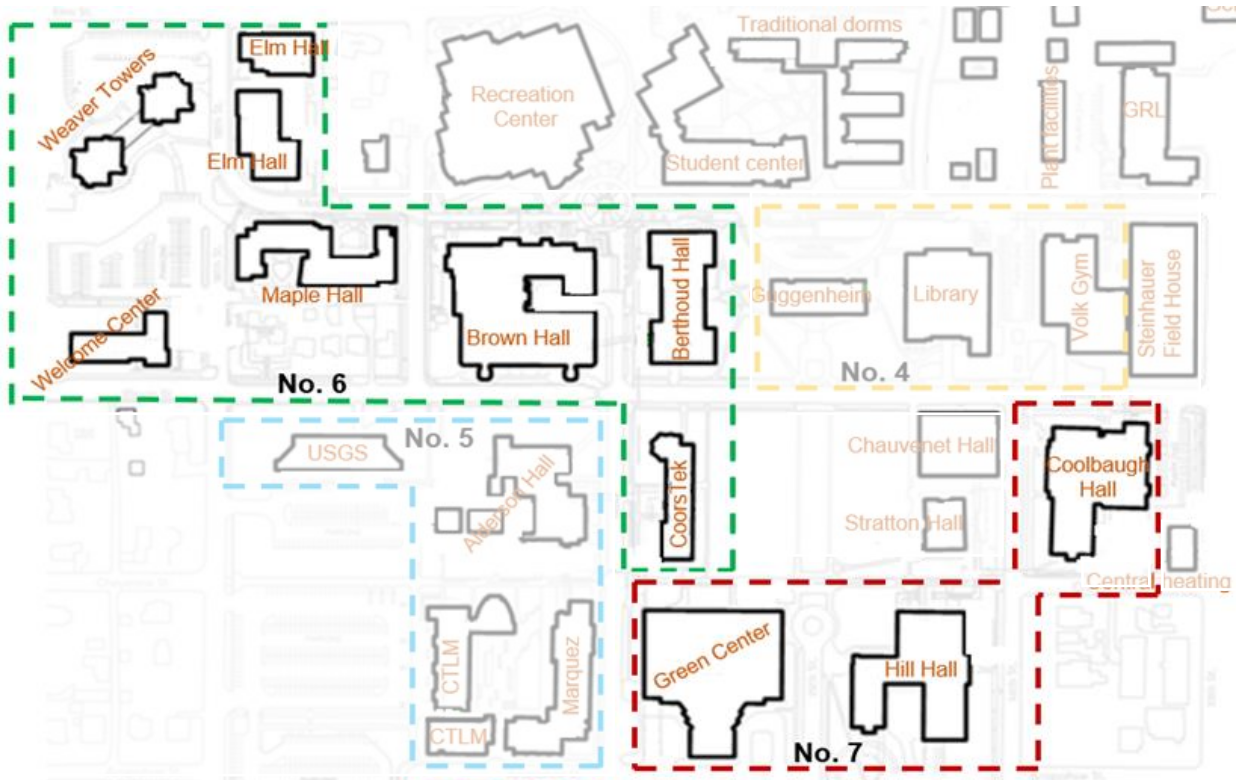 Traditional dorms
Elm Hall
Weaver Towers
Recreation
Center
Plant facilities
GRL
Elm Hall
Student center
Maple Hall
Berthoud Hall
Guggenheim
Library
Volk Gym
Steinhauer
Field House
Welcome Center
Brown Hall
No. 6
No. 4
No. 5
USGS
Alderson Hall
CoorsTek
Chauvenet Hall
Coolbaugh
Hall
Stratton Hall
Central heating
CTLM
Marquez
Green Center
Hill Hall
CTLM
No. 7